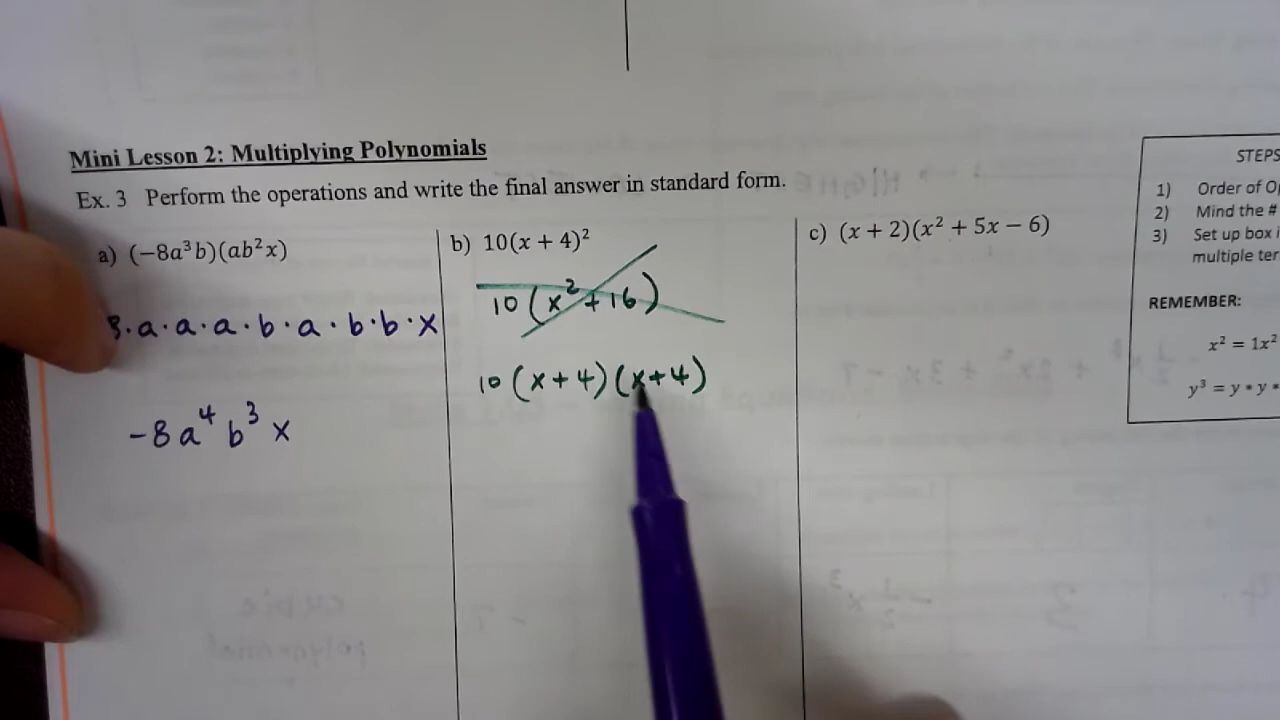 Mini Lesson 2: Multiplying Polynomials
Ex. 3 Perform the operations and write the final answer in standard form.
a) (−8a³b)(ab²x)
·a·a·a·b·a·b·b·x
-8a⁴b³x
b) 10(x + 4)²
10(x²+16)
10(x+4)(x+4)
c) (x + 2)(x² + 5x − 6)
STEPS
1) Order of
2) Mind the #
3) Set up box
multiple
REMEMBER:
x² = 1x²
y³ = y • y •